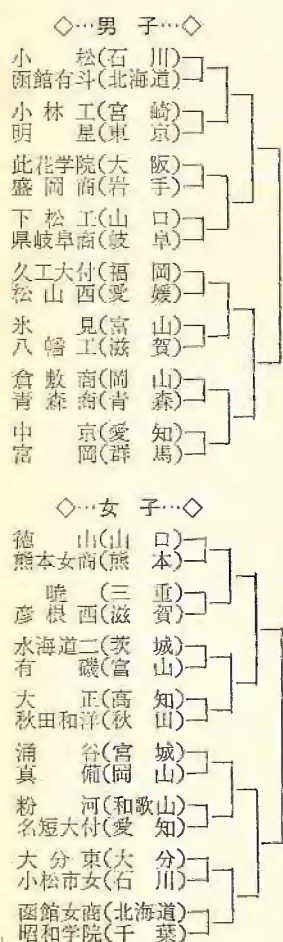 ◇…男　子…◇
小　　松(石　川)
函館有斗(北海道)
小 林 工(宮　崎)
明　　星(東　京)
此花学院(大　阪)
盛 岡 商(岩　手)
下 松 工(山　口)
県岐阜商(岐　阜)
久工大付(福　岡)
松 山 西(愛　媛)
氷　　見(富　山)
八 幡 工(滋　賀)
倉 敷 商(岡　山)
青 森 商(青　森)
中　　京(愛　知)
富　　岡(群　馬)
◇…女　子…◇
徳　　山(山　口)
熊本女商(熊　本)
暁　(三　重)
彦 根 西(滋　賀)
水海道二(茨　城)
有　　磯(富　山)
大　　正(高　知)
秋田和洋(秋　田)
涌　　谷(宮　城)
真　　備(岡　山)
粉　　河(和歌山)
名短大付(愛　知)
大 分 東(大　分)
小松市女(石　川)
函館女商(北海道)
昭和学院(千　葉)